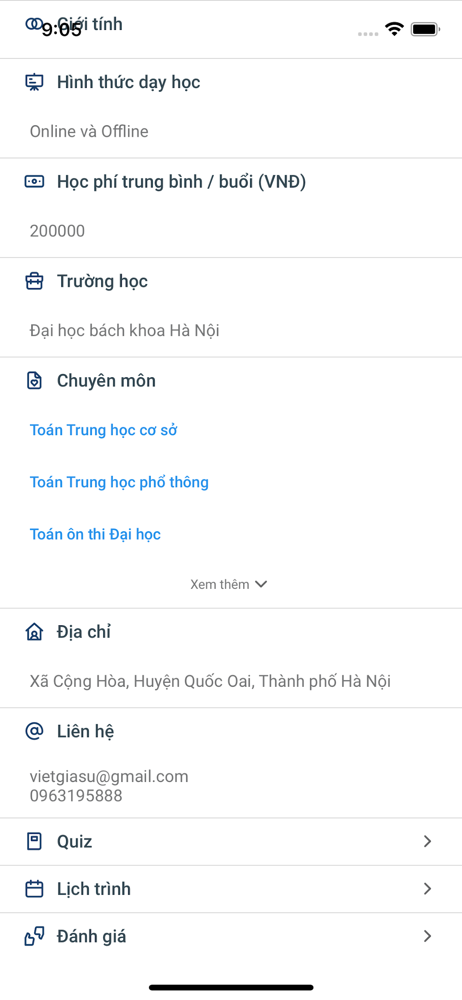 Giới tính
9:05
Hình thức dạy học
Online và Offline
Học phí trung bình / buổi (VNĐ)
200000
Trường học
Đại học bách khoa Hà Nội
Chuyên môn
Toán Trung học cơ sở
Toán Trung học phổ thông
Toán ôn thi Đại học
Xem thêm
Địa chỉ
Xã Cộng Hòa, Huyện Quốc Oai, Thành phố Hà Nội
Liên hệ
vietgiasu@gmail.com
0963195888
Quiz
Lịch trình
Đánh giá